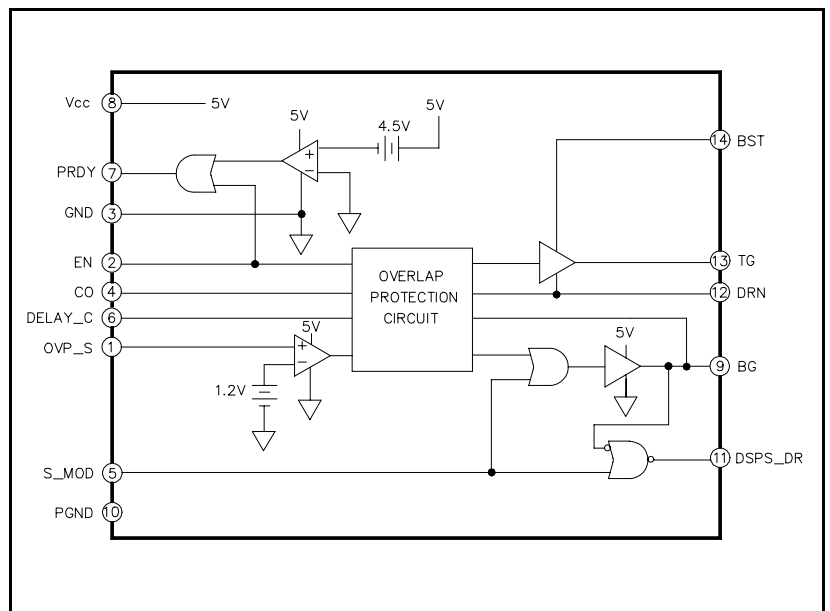 Vcc 8 5V
5V
4.5V
5V
14 BST
PRDY 7
+
-
GND 3
EN 2
OVERLAP
PROTECTION
CIRCUIT
13 TG
CO 4
12 DRN
DELAY_C 6
5V
5V
OVP_S 1
+
-
9 BG
1.2V
S_MOD 5
11 DSPS_DR
PGND 10